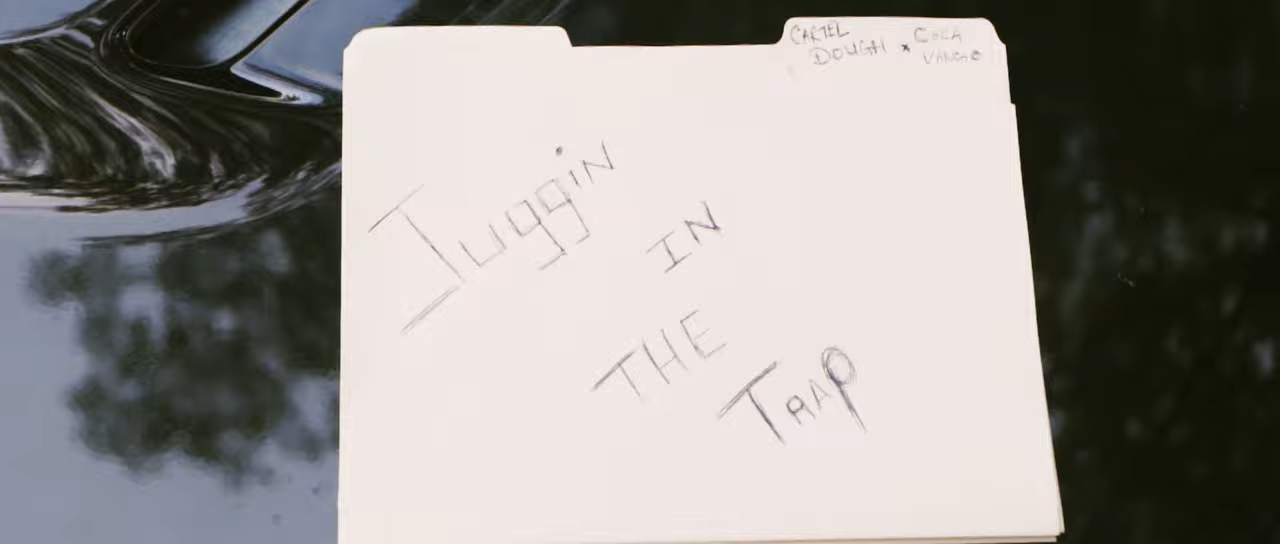 CARTEL
DOUGH * COCA
VANGO
Juggin
IN
THE
TRAP